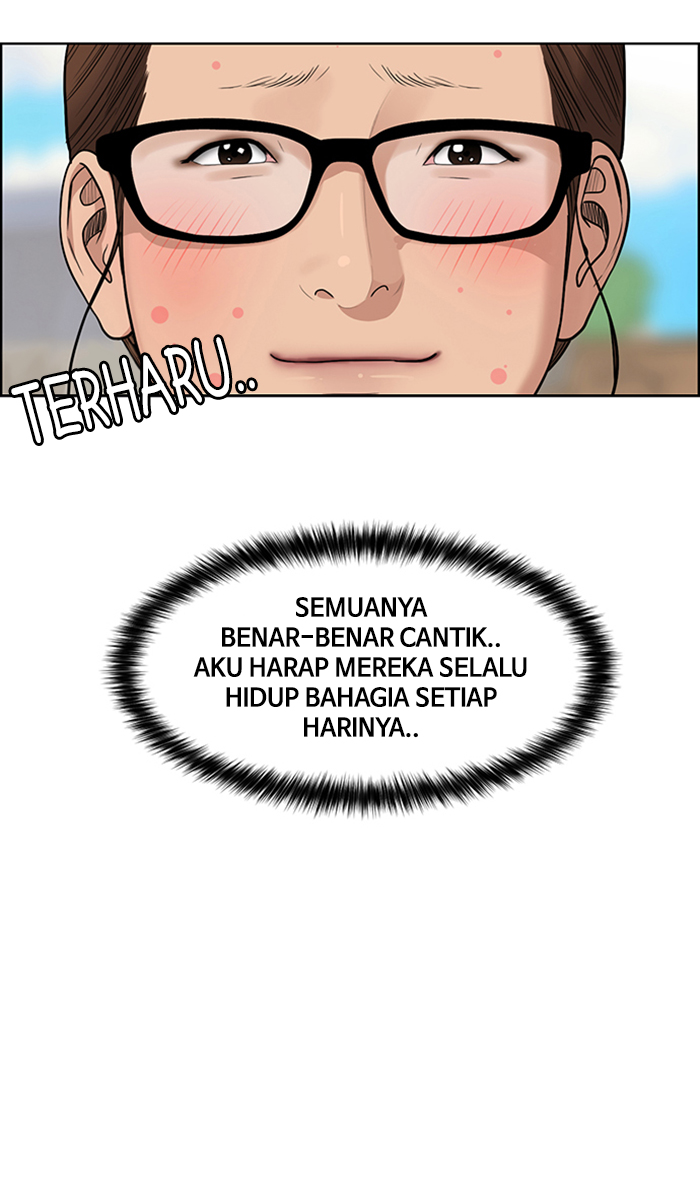 TERHARU..
SEMUANYA
BENAR-BENAR CANTIK..
AKU HARAP MEREKA SELALU
HIDUP BAHAGIA SETIAP
HARINYA..